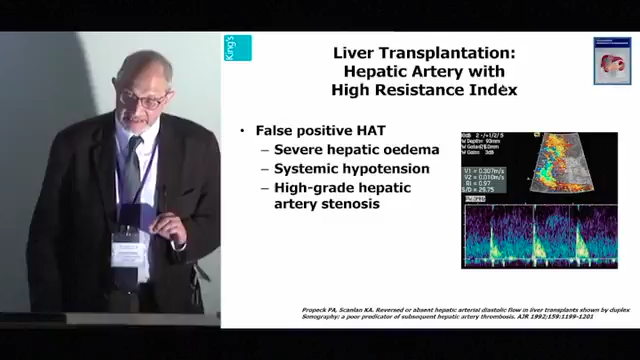 King's
Liver Transplantation:
Hepatic Artery with
High Resistance Index
• False positive HAT
– Severe hepatic oedema
– Systemic hypotension
– High-grade hepatic
artery stenosis
V1 = 0.307m/s
V2 = 0.010m/s
RI = 0.97
S/D = 29.75
Propeck PA, Scanlan KA. Reversed or absent hepatic arterial diastolic flow in liver transplants shown by duplex
Sonography: a poor predicator of subsequent hepatic artery thrombosis. AJR 1992;159:1199-1201